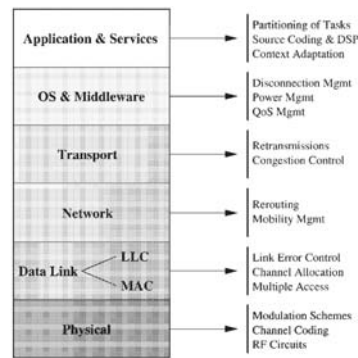 Application & Services
Partitioning of Tasks
Source Coding & DSP
Context Adaptation
OS & Middleware
Disconnection Mgmt
Power Mgmt
QoS Mgmt
Transport
Retransmissions
Congestion Control
Network
Rerouting
Mobility Mgmt
Data Link
LLC
MAC
Link Error Control
Channel Allocation
Multiple Access
Physical
Modulation Schemes
Channel Coding
RF Circuits